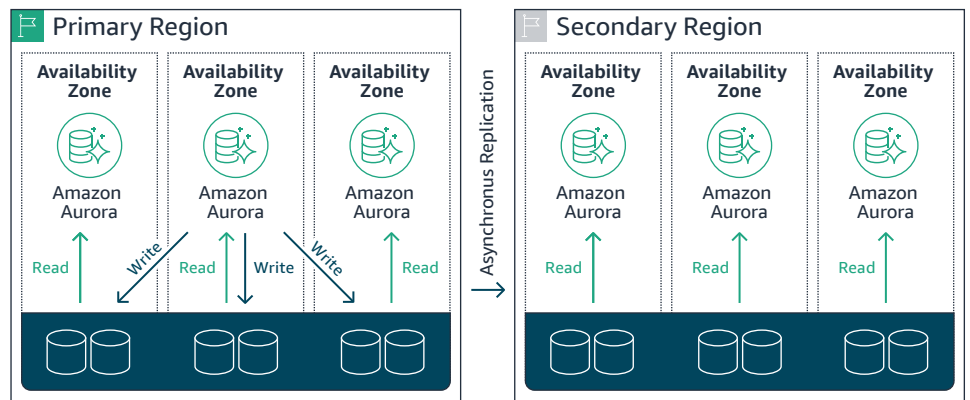 Primary Region
Availability
Zone
Amazon
Aurora
Read
Availability
Zone
Amazon
Aurora
Write
Read
Write
Write
Availability
Zone
Amazon
Aurora
Read
Asynchronus Replication
Secondary Region
Availability
Zone
Amazon
Aurora
Read
Availability
Zone
Amazon
Aurora
Read
Availability
Zone
Amazon
Aurora
Read